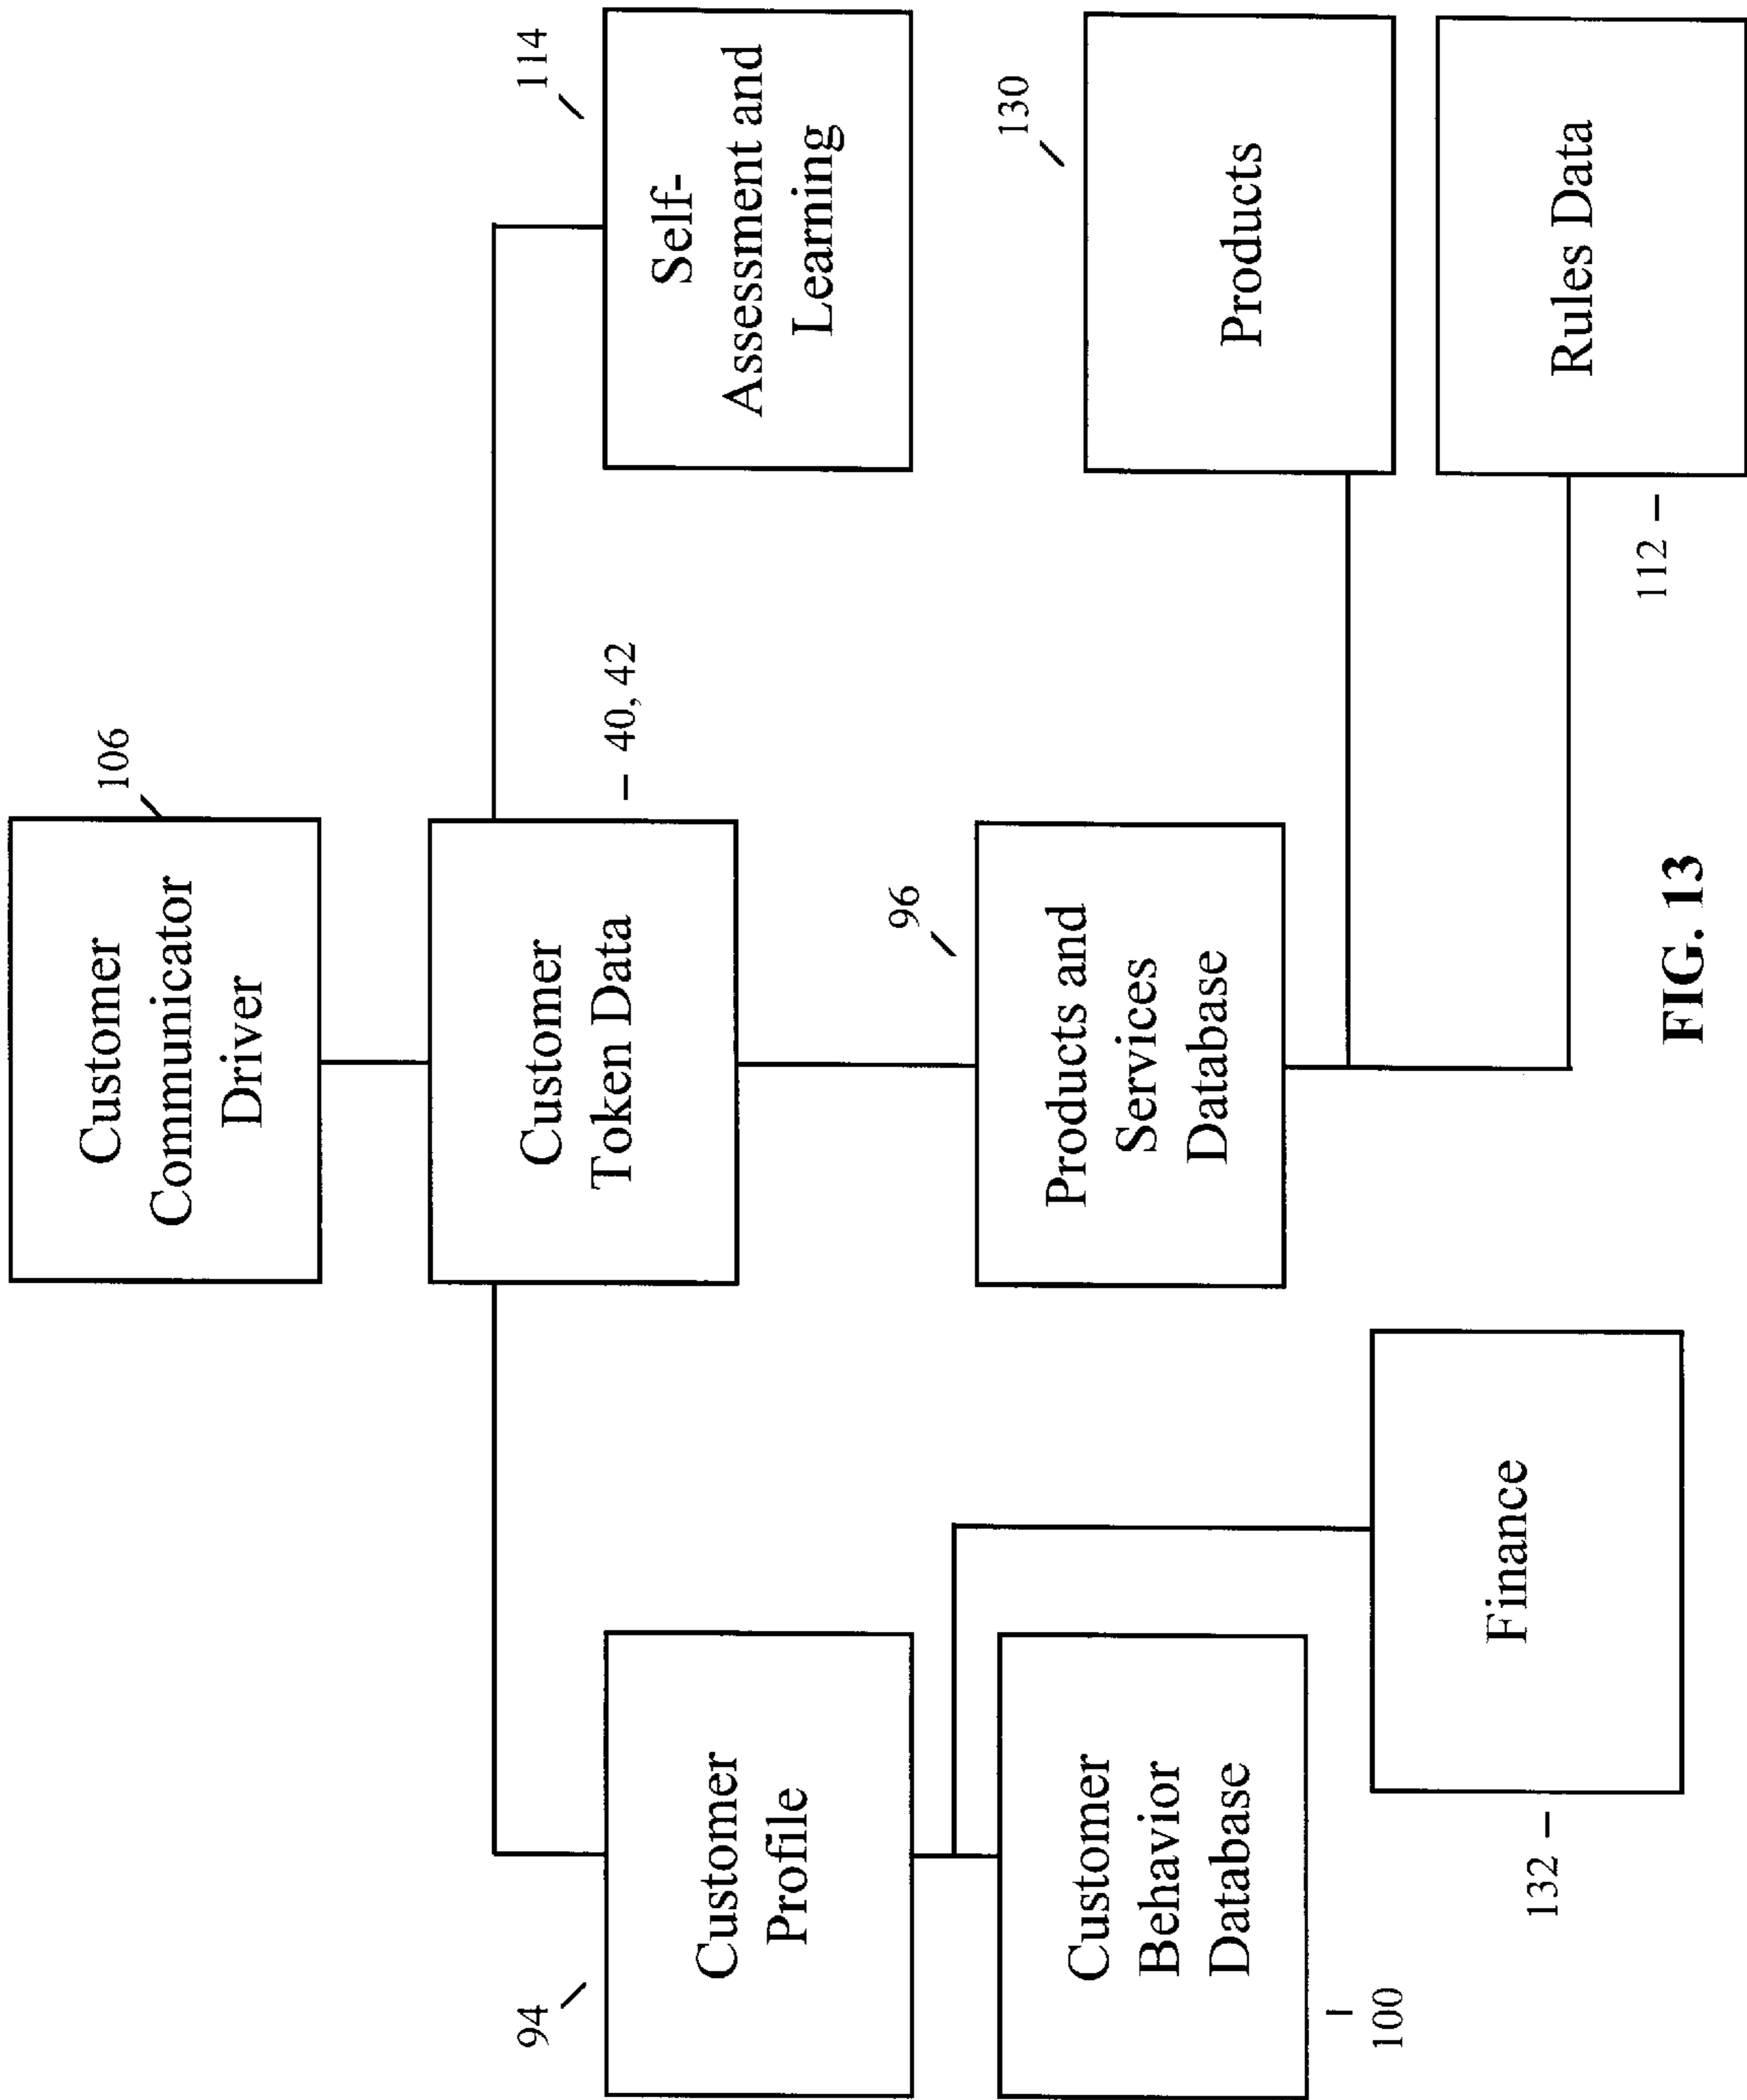 106
Customer
Communicator
Driver
Customer
Token Data
40, 42
94
Customer
Profile
114
Self-
Assessment and
Learning
96
Products and
Services
Database
Customer
Behavior
Database
100
130
Products
132
Finance
Rules Data
112
FIG. 13